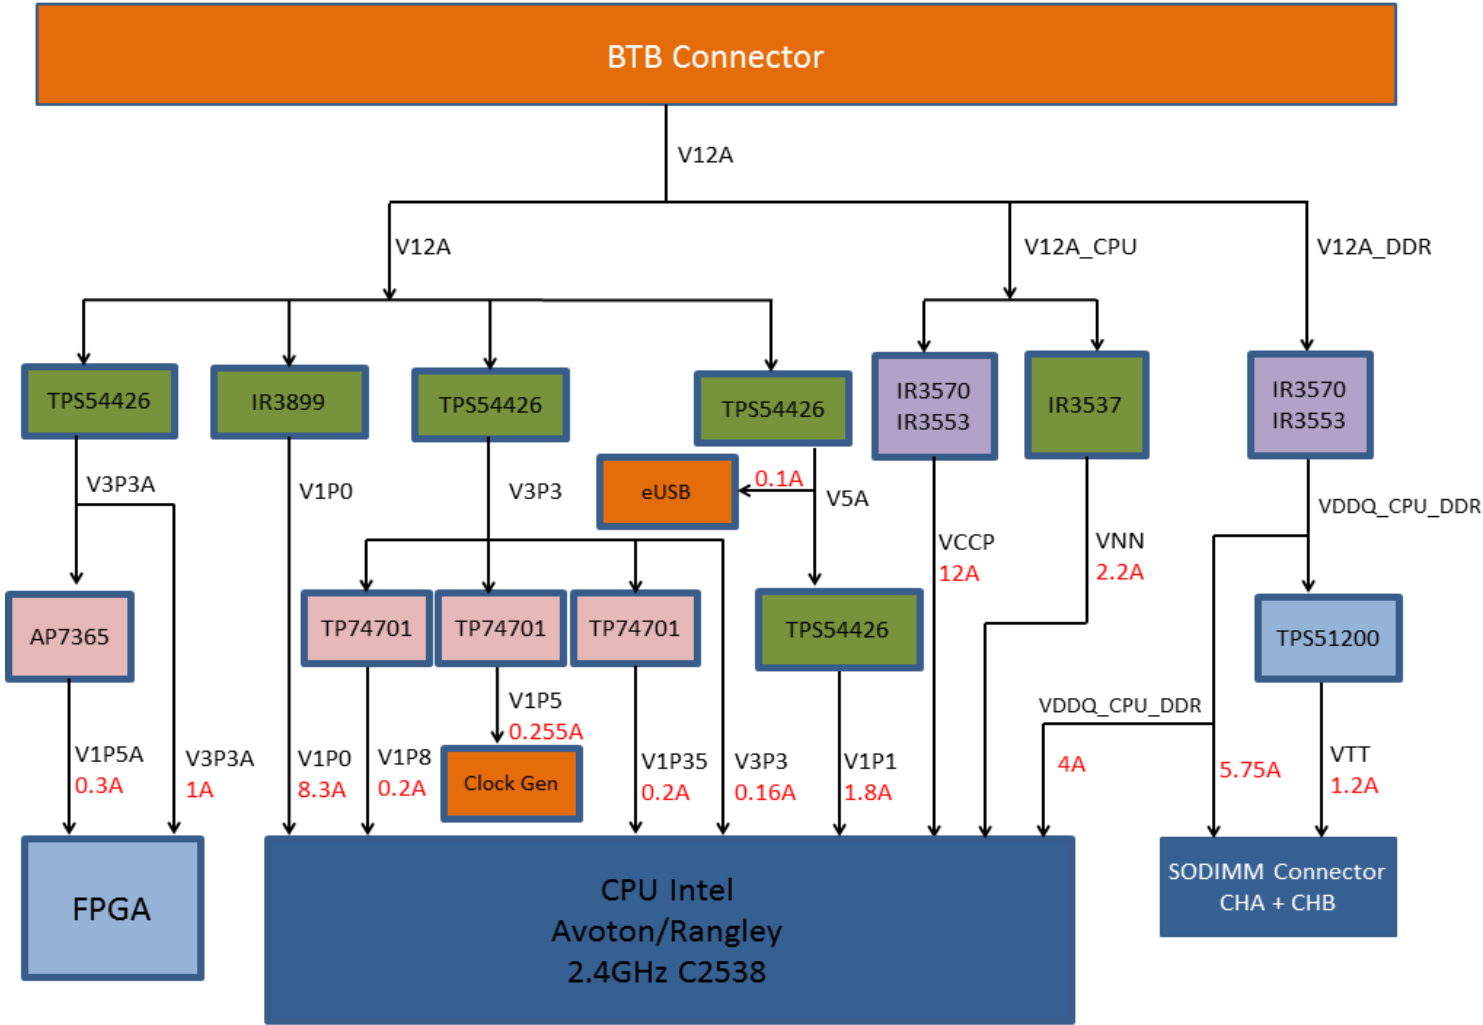 BTB Connector
V12A
V12A
V12A_CPU
V12A_DDR
TPS54426
IR3899
TPS54426
TPS54426
IR3570
IR3553
IR3537
IR3570
IR3553
V3P3A
V1P0
V3P3
eUSB
0.1A
V5A
VCCP
12A
VNN
2.2A
VDDQ_CPU_DDR
AP7365
TP74701
TP74701
TP74701
TPS54426
TPS51200
V1P5A
0.3A
V3P3A
1A
V1P0
8.3A
V1P8
0.2A
V1P5
0.255A
Clock Gen
V1P35
0.2A
V3P3
0.16A
V1P1
1.8A
VDDQ_CPU_DDR
4A
5.75A
VTT
1.2A
FPGA
CPU Intel
Avoton/Rangley
2.4GHz C2538
SODIMM Connector
CHA + CHB